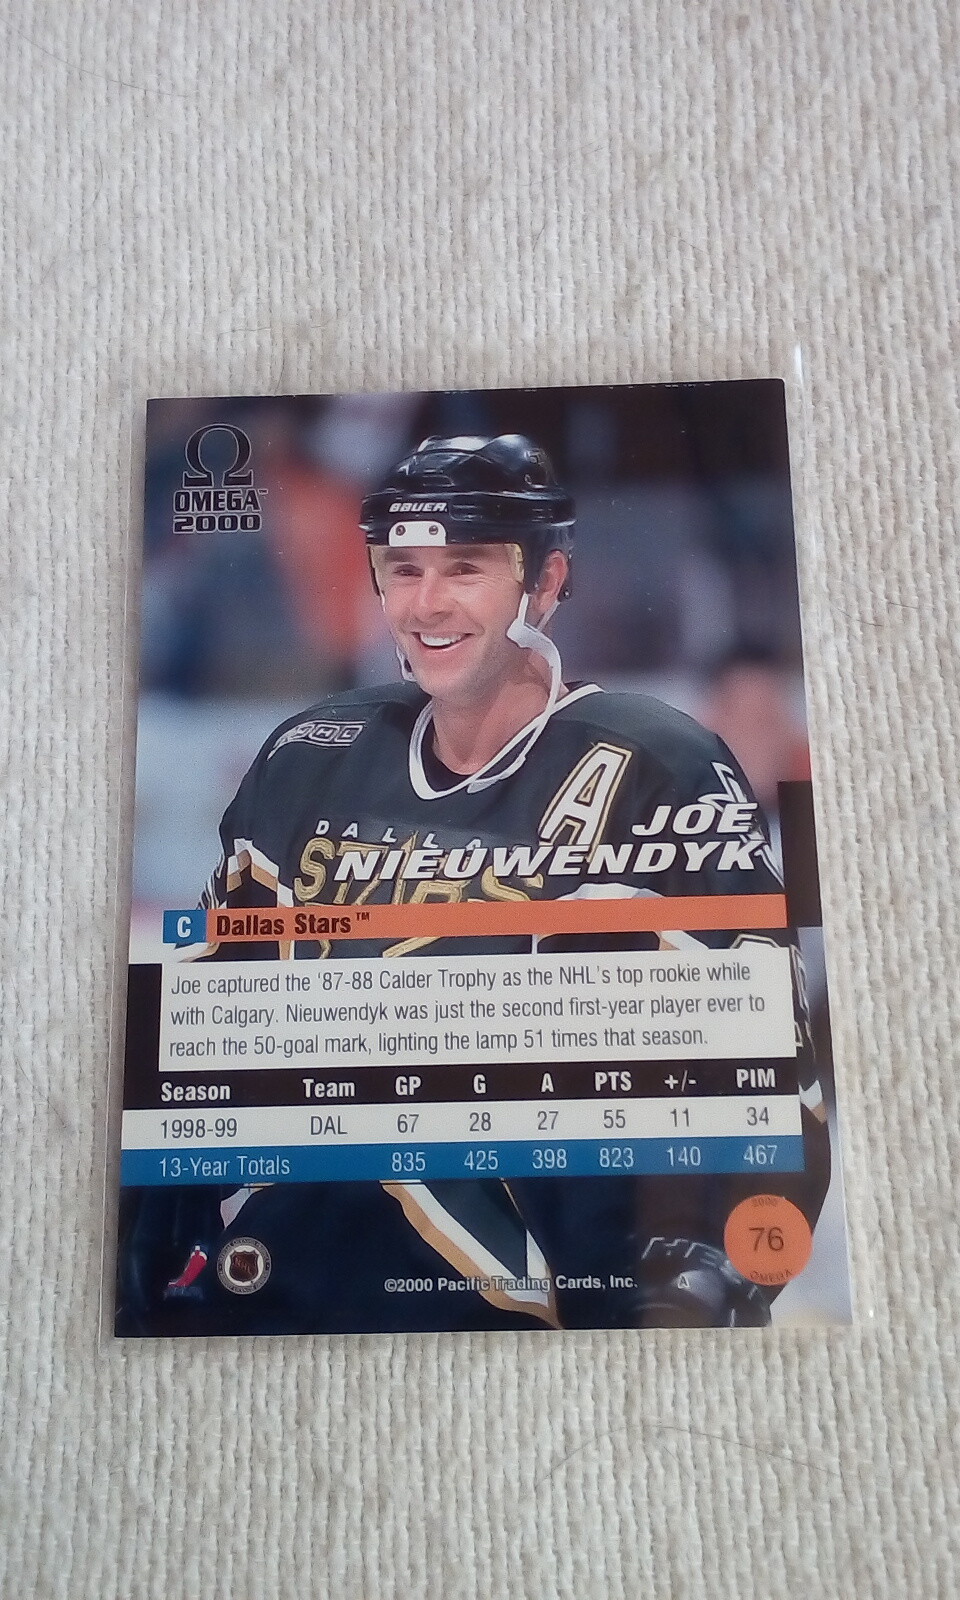 Ω
OMEGA™
2000
BAUER
2000
A
DALLAS
STARS
JOE
NIEUWENDYK
C Dallas Stars™
Joe captured the '87-88 Calder Trophy as the NHL's top rookie while
with Calgary. Nieuwendyk was just the second first-year player ever to
reach the 50-goal mark, lighting the lamp 51 times that season.
Season Team GP G A PTS +/- PIM
1998-99 DAL 67 28 27 55 11 34
13-Year Totals 835 425 398 823 140 467
2000
76
OMEGA
©2000 Pacific Trading Cards, Inc. A